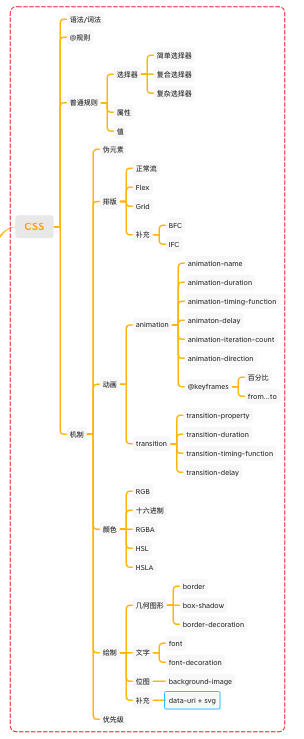 语法/词法
@规则
简单选择器
选择器
复合选择器
复杂选择器
普通规则
属性
值
伪元素
正常流
Flex
排版
Grid
BFC
CSS
补充
IFC
animation-name
animation-duration
animation-timing-function
animaton-delay
animation
animation-iteration-count
animation-direction
百分比
动画
@keyframes
from...to
transition-property
机制
transition-duration
transition
transition-timing-function
transition-delay
RGB
十六进制
颜色
RGBA
HSL
HSLA
border
几何图形
box-shadow
border-decoration
font
绘制
文字
font-decoration
位图
background-image
补充
data-uri + svg
优先级